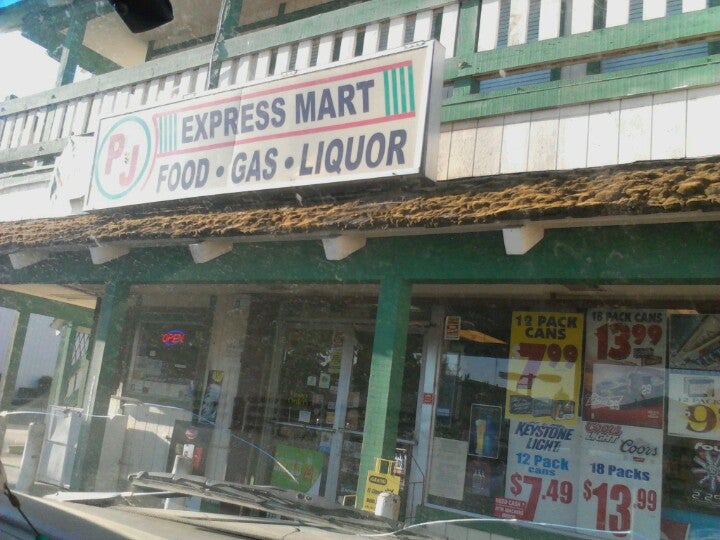 P&J
EXPRESS MART
FOOD • GAS • LIQUOR
OPEN
12 PACK
CANS
7.99
18 PACK CANS
13.99
KEYSTONE
LIGHT
12 Pack
cans
$7.49
COORS
LIGHT
Coors
18 Packs
$13.99